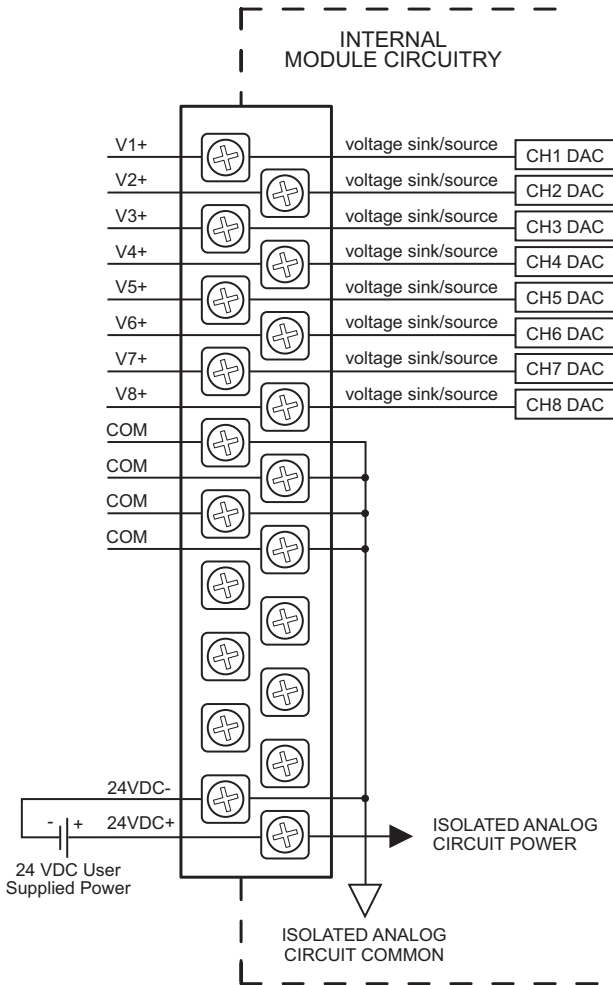 INTERNAL
MODULE CIRCUITRY
V1+ voltage sink/source CH1 DAC
V2+ voltage sink/source CH2 DAC
V3+ voltage sink/source CH3 DAC
V4+ voltage sink/source CH4 DAC
V5+ voltage sink/source CH5 DAC
V6+ voltage sink/source CH6 DAC
V7+ voltage sink/source CH7 DAC
V8+ voltage sink/source CH8 DAC
COM
COM
COM
COM
24VDC-
- + 24VDC+
24 VDC User
Supplied Power
ISOLATED ANALOG
CIRCUIT POWER
ISOLATED ANALOG
CIRCUIT COMMON